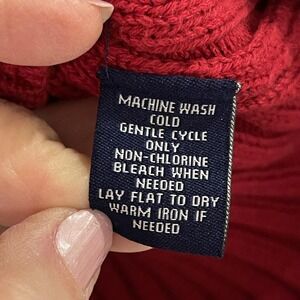 MACHINE WASH
COLD
GENTLE CYCLE
ONLY
NON-CHLORINE
BLEACH WHEN
NEEDED
LAY FLAT TO DRY
WARM IRON IF
NEEDED